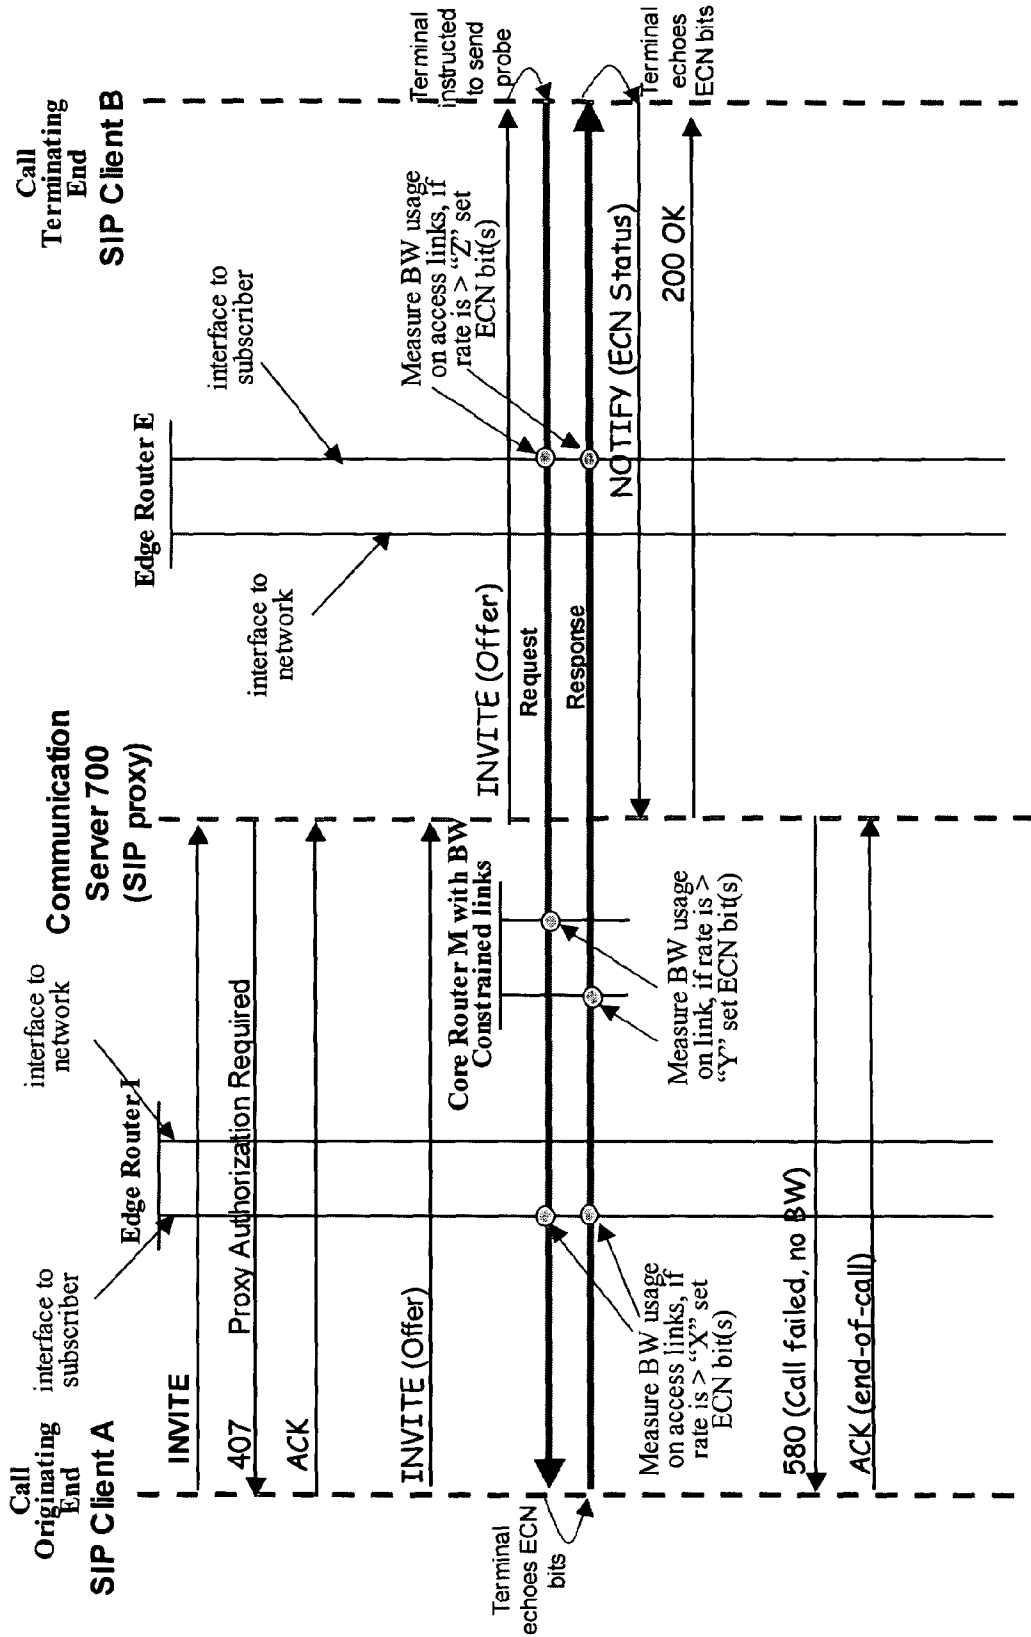 Call
Originating
End
SIP Client A
Communication
Server 700
(SIP proxy)
Call
Terminating
End
SIP Client B
interface to
subscriber
Edge Router I
interface to
network
Edge Router E
interface to
network
interface to
subscriber
INVITE
407
Proxy Authorization Required
ACK
INVITE (Offer)
Core Router M with BW
Constrained links
INVITE (Offer)
Terminal
instructed
to send
probe
Request
Response
Terminal
echoes ECN
bits
Measure BW usage
on access links, if
rate is > “X” set
ECN bit(s)
Measure BW usage
on link, if rate is >
“Y” set ECN bit(s)
Measure BW usage
on access links, if
rate is > “Z” set
ECN bit(s)
Terminal
echoes
ECN bits
NOTIFY (ECN Status)
200 OK
580 (Call failed, no BW)
ACK (end-of-call)